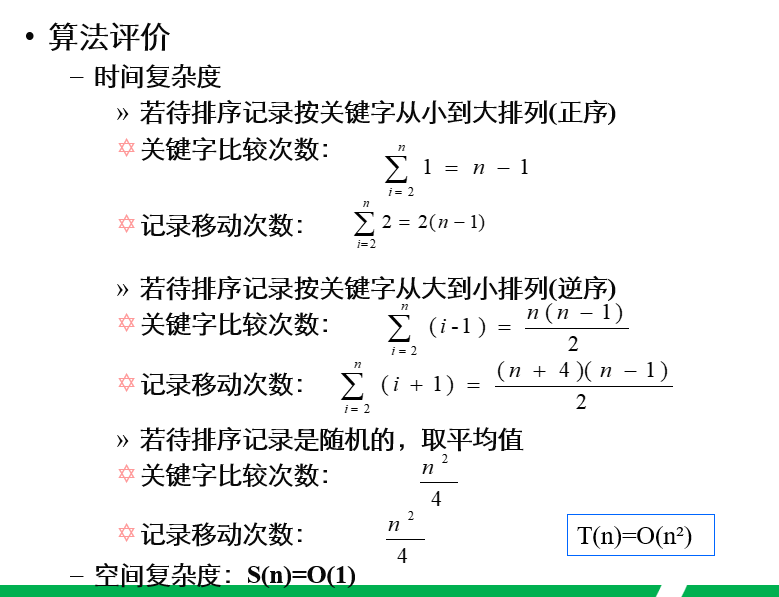 • 算法评价
– 时间复杂度
» 若待排序记录按关键字从小到大排列(正序)
✡关键字比较次数： \sum_{i=2}^{n} 1 = n - 1
✡记录移动次数： \sum_{i=2}^{n} 2 = 2(n - 1)
» 若待排序记录按关键字从大到小排列(逆序)
✡关键字比较次数： \sum_{i=2}^{n} (i-1) = \frac{n(n-1)}{2}
✡记录移动次数： \sum_{i=2}^{n} (i+1) = \frac{(n+4)(n-1)}{2}
» 若待排序记录是随机的，取平均值
✡关键字比较次数： \frac{n^2}{4}
✡记录移动次数： \frac{n^2}{4}
T(n)=O(n²)
– 空间复杂度：S(n)=O(1)